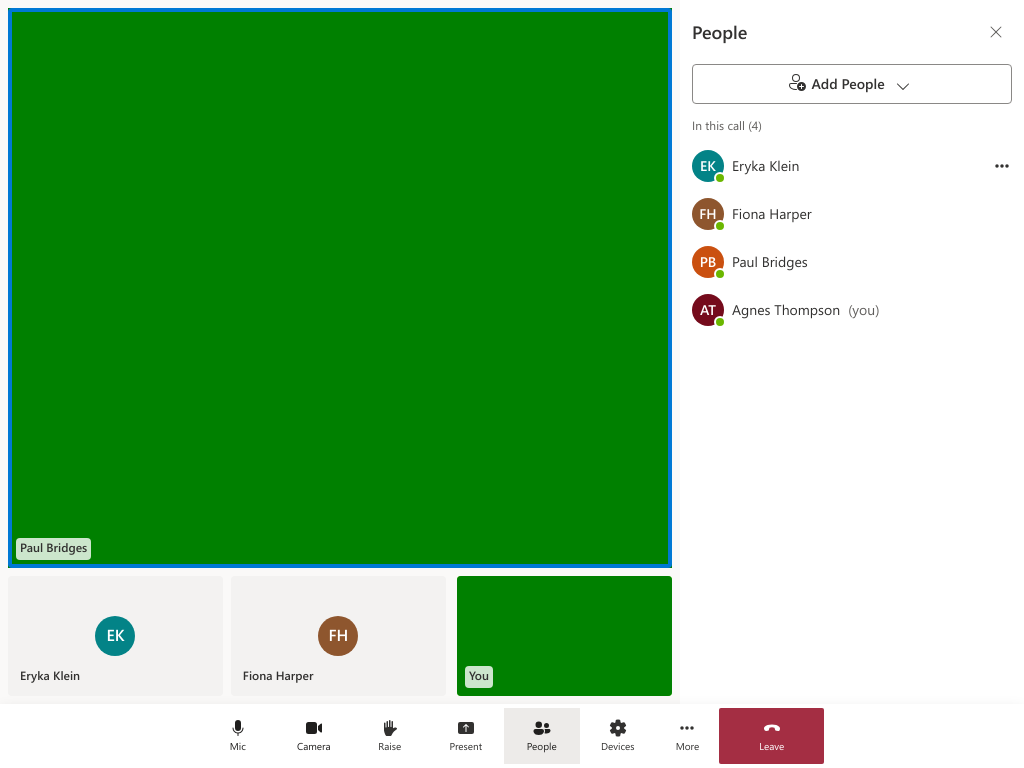 People
Add People
In this call (4)
EK Eryka Klein
FH Fiona Harper
PB Paul Bridges
AT Agnes Thompson (you)
Paul Bridges
EK
Eryka Klein
FH
Fiona Harper
You
Mic
Camera
Raise
Present
People
Devices
More
Leave